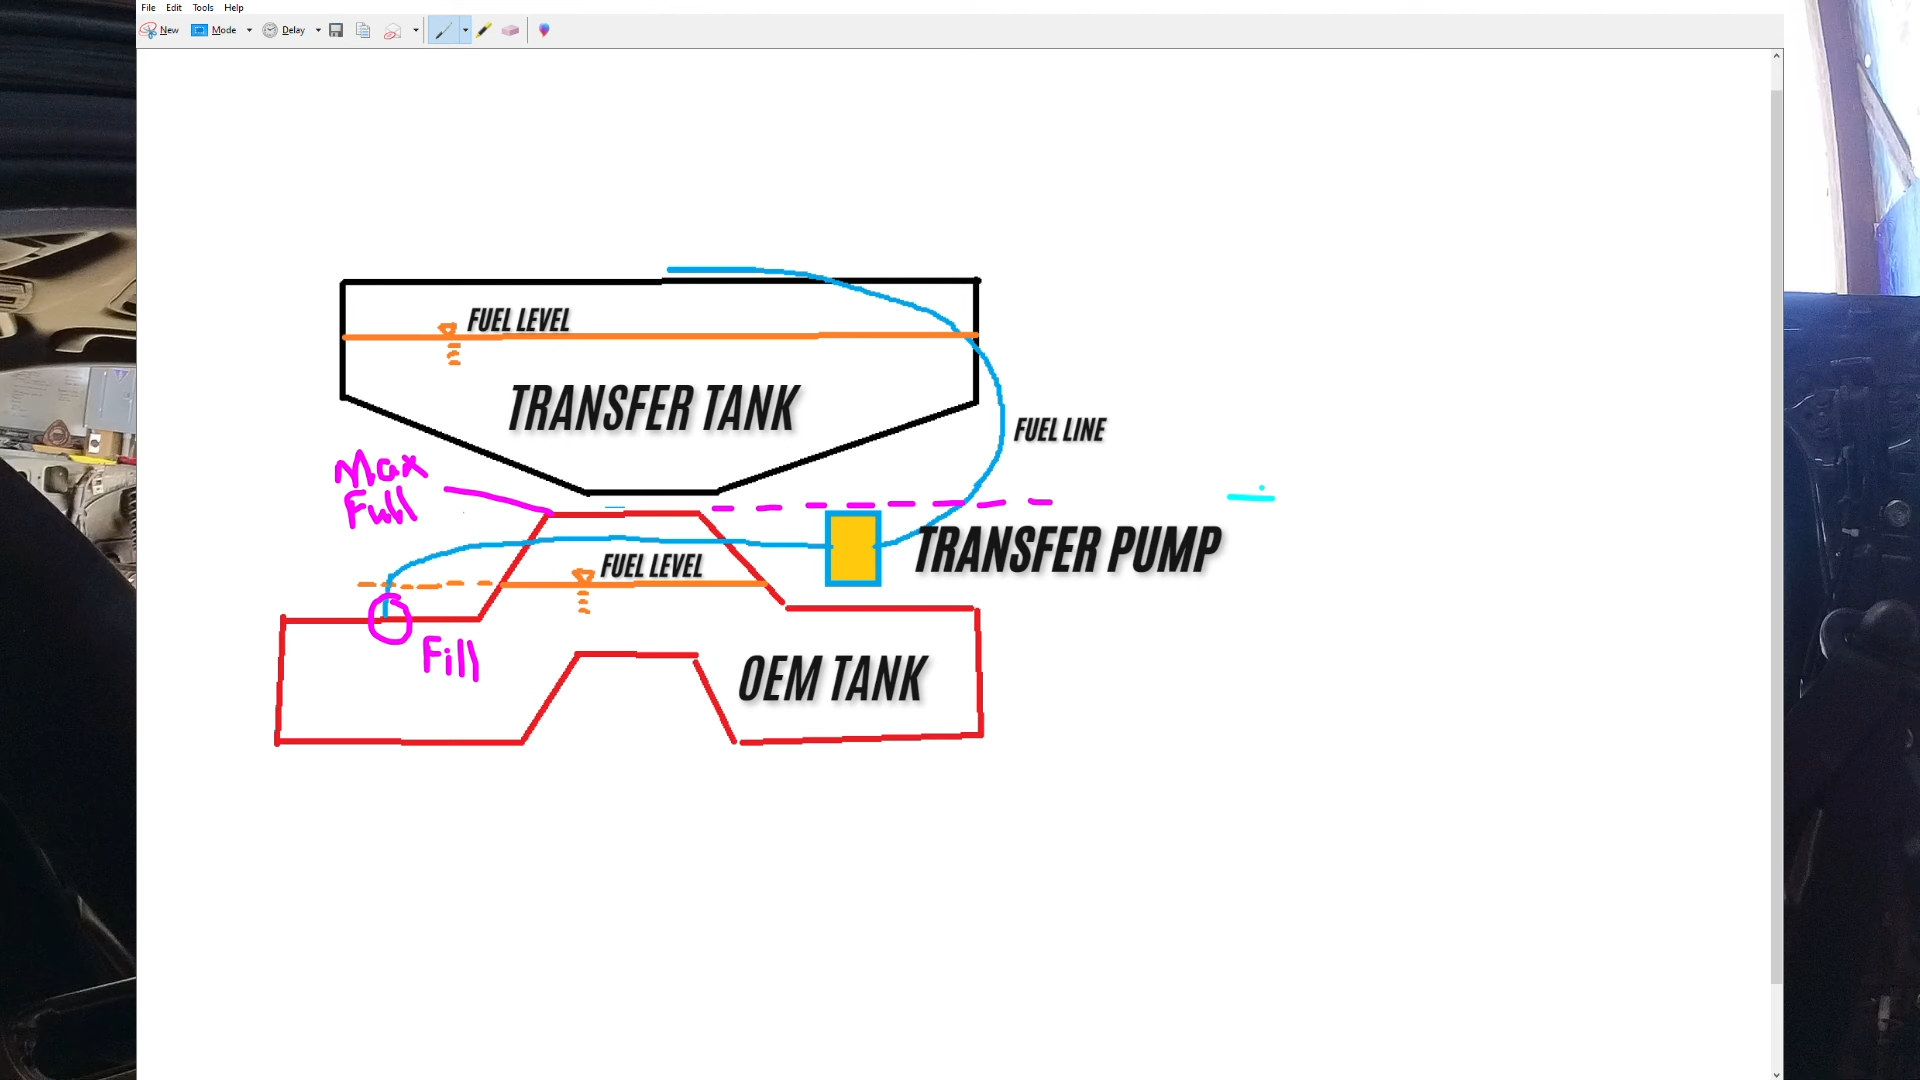 File Edit Tools Help
New Mode Delay
FUEL LEVEL
TRANSFER TANK
FUEL LINE
Max
Full
TRANSFER PUMP
FUEL LEVEL
Fill
OEM TANK